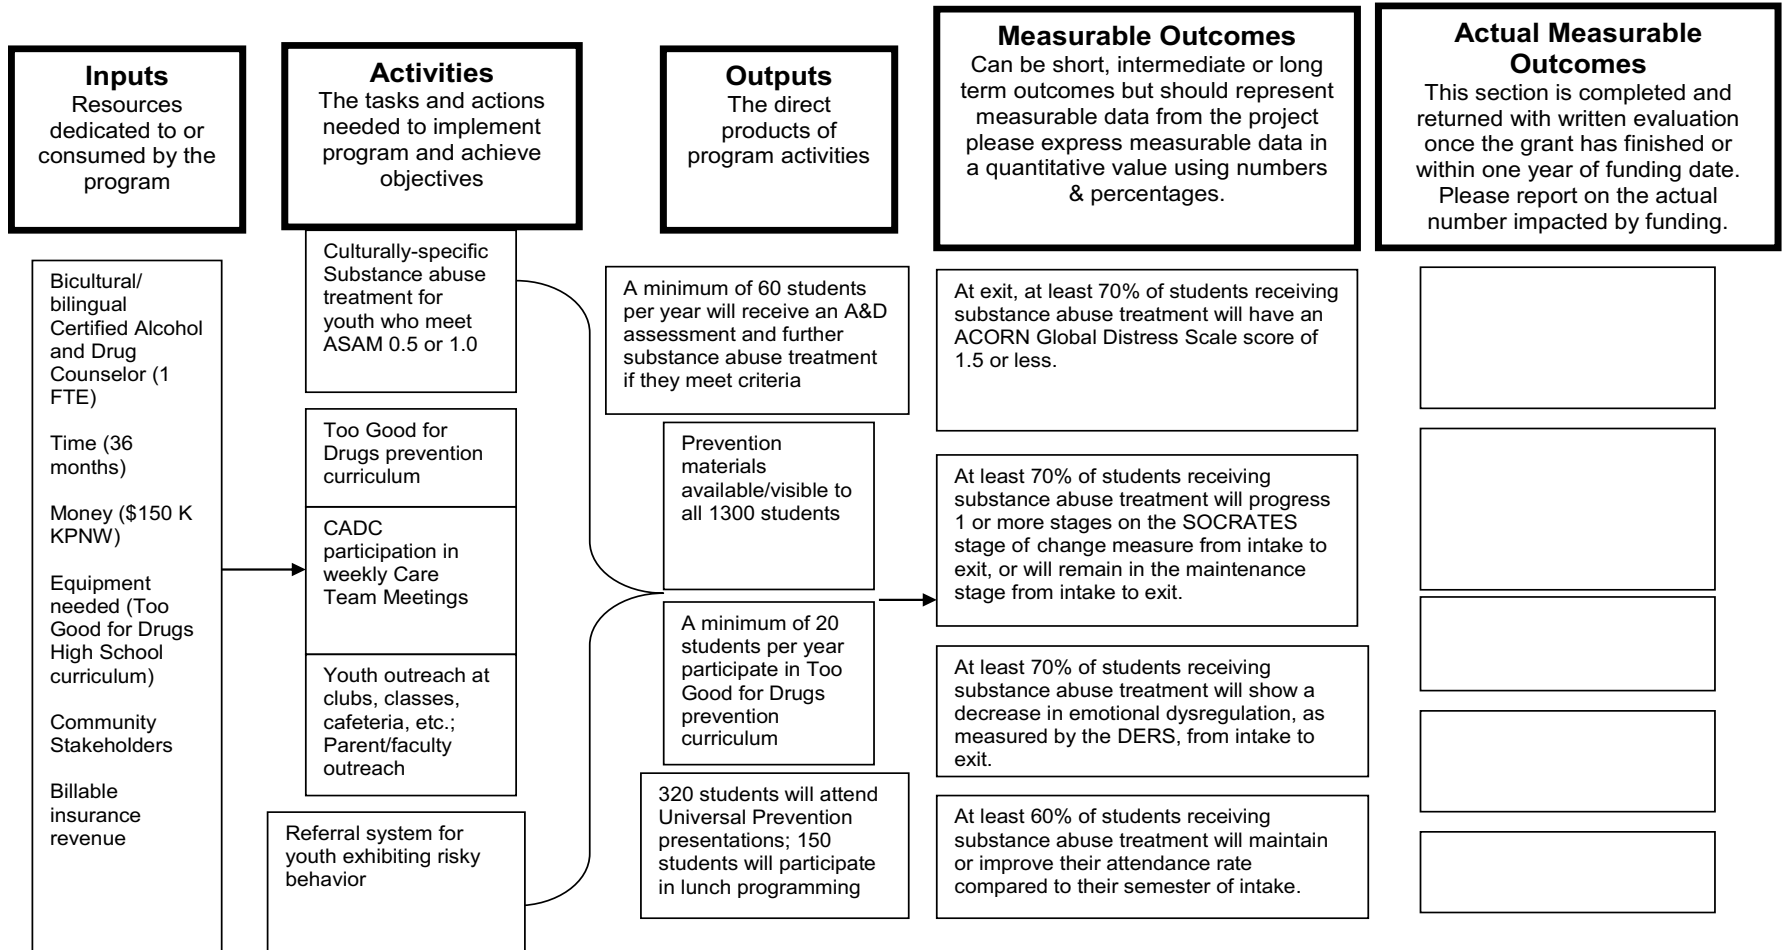 Inputs
Resources
dedicated to or
consumed by the
program
Activities
The tasks and actions
needed to implement
program and achieve
objectives
Outputs
The direct
products of
program activities
Measurable Outcomes
Can be short, intermediate or long
term outcomes but should represent
measurable data from the project
please express measurable data in
a quantitative value using numbers
& percentages.
Actual Measurable
Outcomes
This section is completed and
returned with written evaluation
once the grant has finished or
within one year of funding date.
Please report on the actual
number impacted by funding.
Bicultural/
bilingual
Certified Alcohol
and Drug
Counselor (1
FTE)
Time (36
months)
Money ($150 K
KPNW)
Equipment
needed (Too
Good for Drugs
High School
curriculum)
Community
Stakeholders
Billable
insurance
revenue
Culturally-specific
Substance abuse
treatment for
youth who meet
ASAM 0.5 or 1.0
Too Good for
Drugs prevention
curriculum
CADC
participation in
weekly Care
Team Meetings
Youth outreach at
clubs, classes,
cafeteria, etc.;
Parent/faculty
outreach
Referral system for
youth exhibiting risky
behavior
A minimum of 60 students
per year will receive an A&D
assessment and further
substance abuse treatment
if they meet criteria
Prevention
materials
available/visible to
all 1300 students
A minimum of 20
students per year
participate in Too
Good for Drugs
prevention
curriculum
320 students will attend
Universal Prevention
presentations; 150
students will participate
in lunch programming
At exit, at least 70% of students receiving
substance abuse treatment will have an
ACORN Global Distress Scale score of
1.5 or less.
At least 70% of students receiving
substance abuse treatment will progress
1 or more stages on the SOCRATES
stage of change measure from intake to
exit, or will remain in the maintenance
stage from intake to exit.
At least 70% of students receiving
substance abuse treatment will show a
decrease in emotional dysregulation, as
measured by the DERS, from intake to
exit.
At least 60% of students receiving
substance abuse treatment will maintain
or improve their attendance rate
compared to their semester of intake.